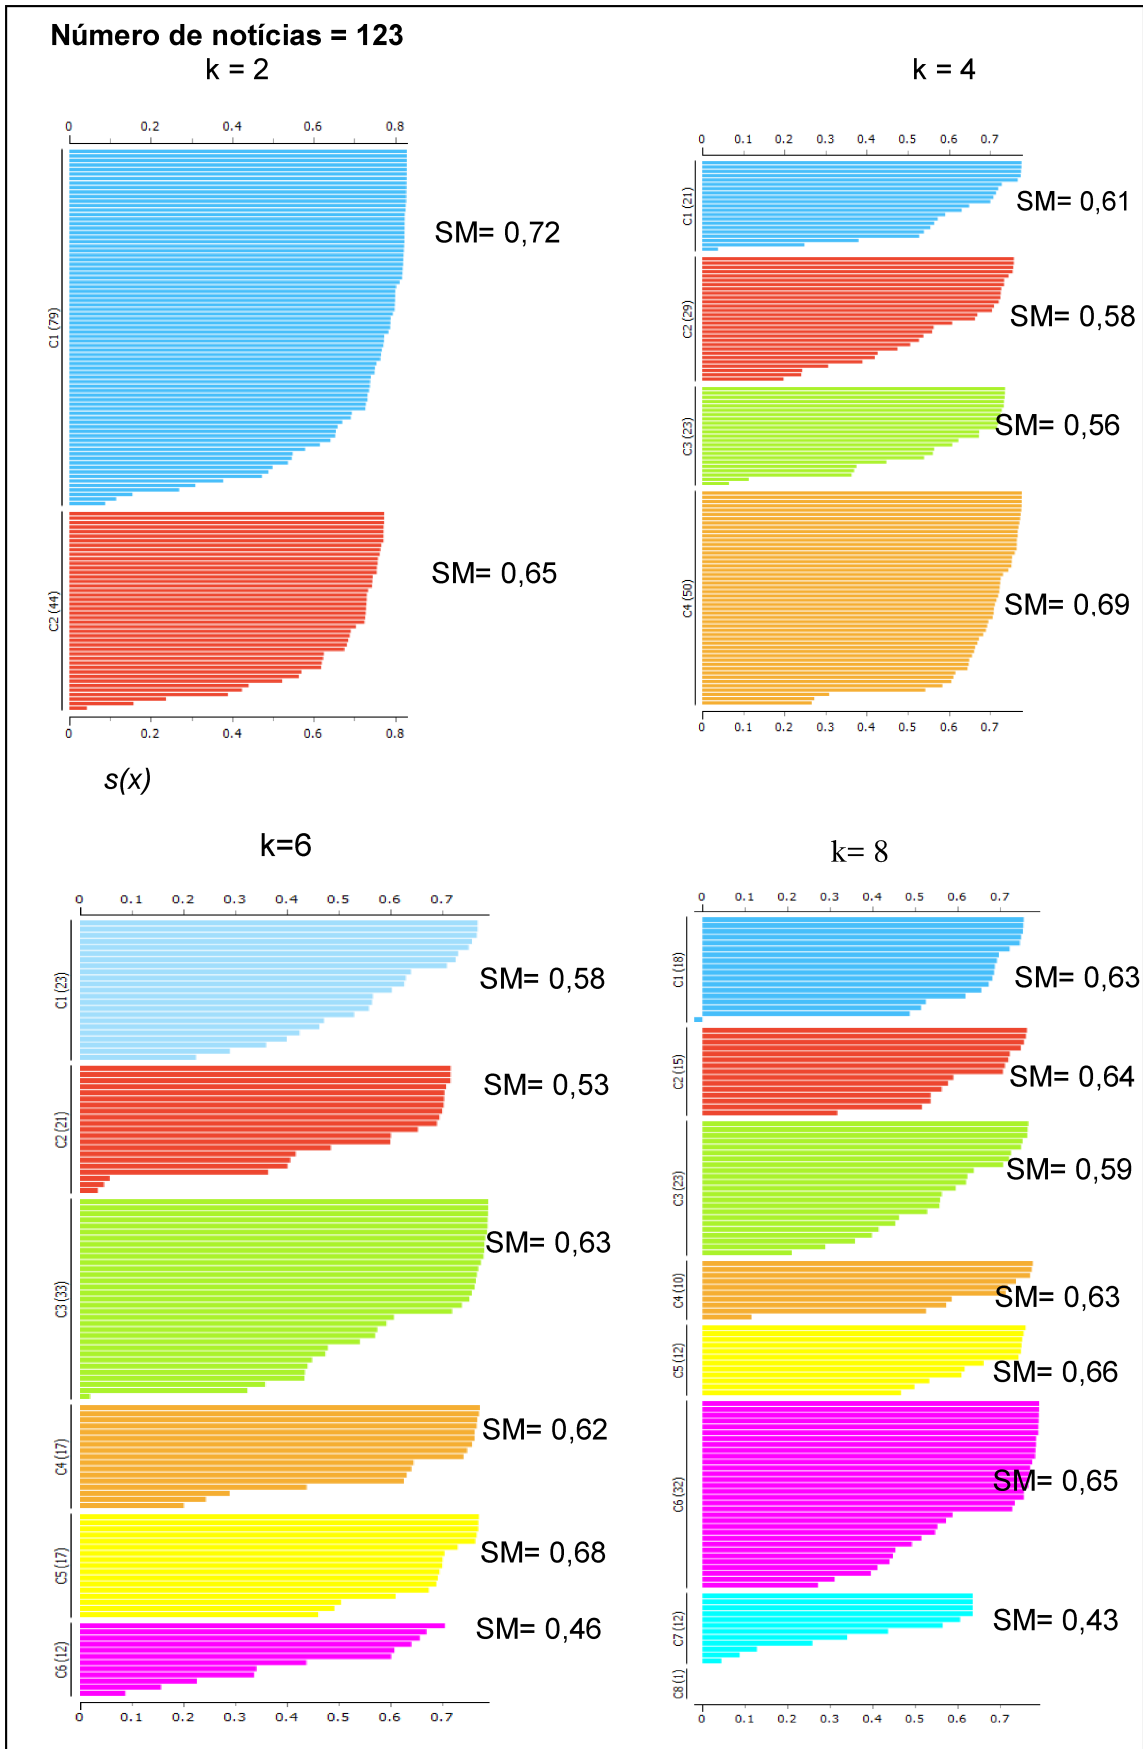 Número de notícias = 123
k = 2
k = 4
0 0.2 0.4 0.6 0.8
C1 (79)
SM= 0,72
C2 (44)
SM= 0,65
0 0.2 0.4 0.6 0.8
s(x)
0 0.1 0.2 0.3 0.4 0.5 0.6 0.7
C1 (21)
SM= 0,61
C2 (29)
SM= 0,58
C3 (23)
SM= 0,56
C4 (50)
SM= 0,69
0 0.1 0.2 0.3 0.4 0.5 0.6 0.7
k=6
0 0.1 0.2 0.3 0.4 0.5 0.6 0.7
C1 (23)
SM= 0,58
C2 (21)
SM= 0,53
C3 (33)
SM= 0,63
C4 (17)
SM= 0,62
C5 (17)
SM= 0,68
C6 (12)
SM= 0,46
0 0.1 0.2 0.3 0.4 0.5 0.6 0.7
k= 8
0 0.1 0.2 0.3 0.4 0.5 0.6 0.7
C1 (18)
SM= 0,63
C2 (15)
SM= 0,64
C3 (23)
SM= 0,59
C4 (10)
SM= 0,63
C5 (12)
SM= 0,66
C6 (32)
SM= 0,65
C7 (12)
SM= 0,43
C8 (1)
0 0.1 0.2 0.3 0.4 0.5 0.6 0.7